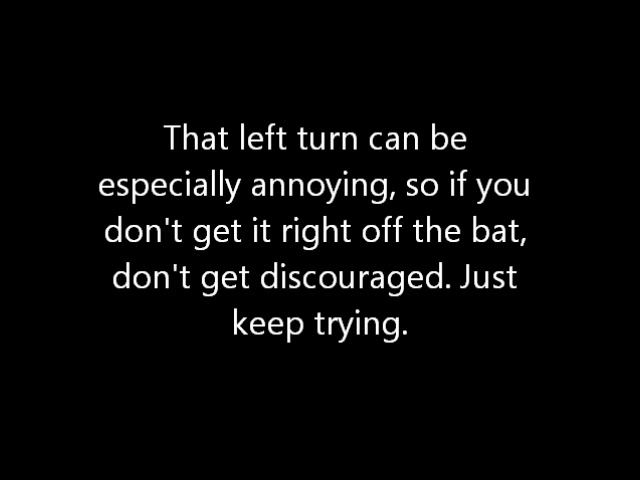 That left turn can be
especially annoying, so if you
don't get it right off the bat,
don't get discouraged. Just
keep trying.